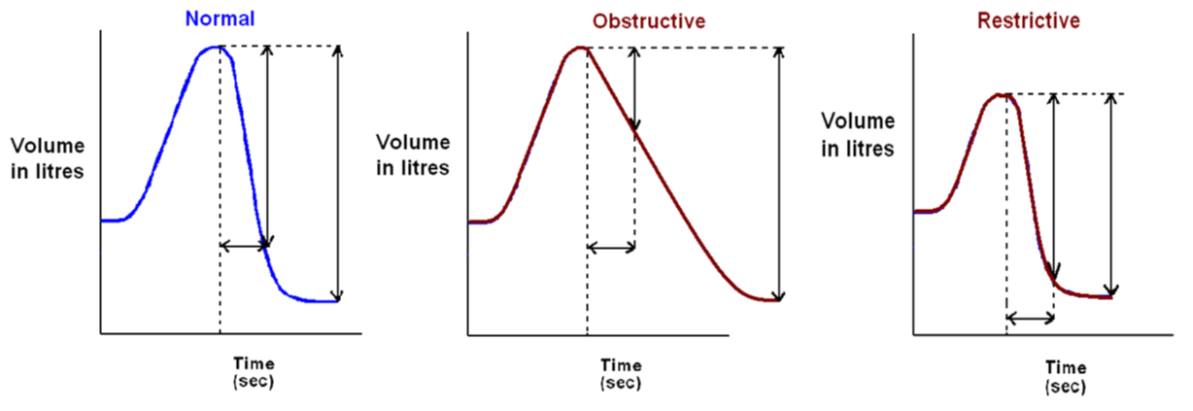 Normal
Volume
in litres
Time
(sec)
Obstructive
Volume
in litres
Time
(sec)
Restrictive
Volume
in litres
Time
(sec)